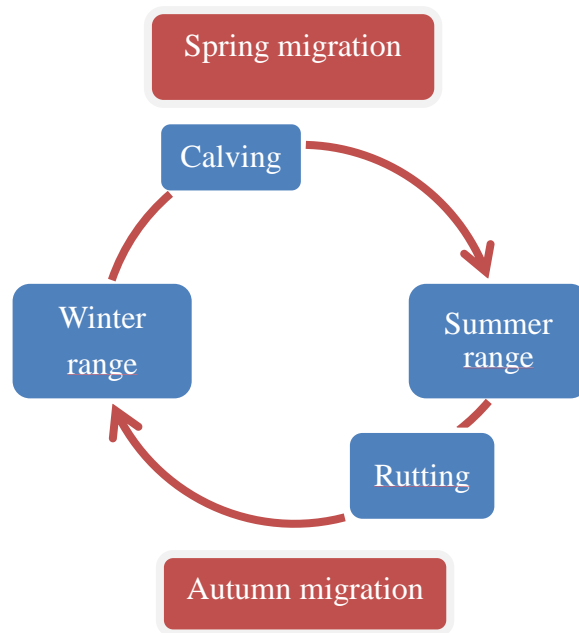 Spring migration
Calving
Winter
range
Summer
range
Rutting
Autumn migration